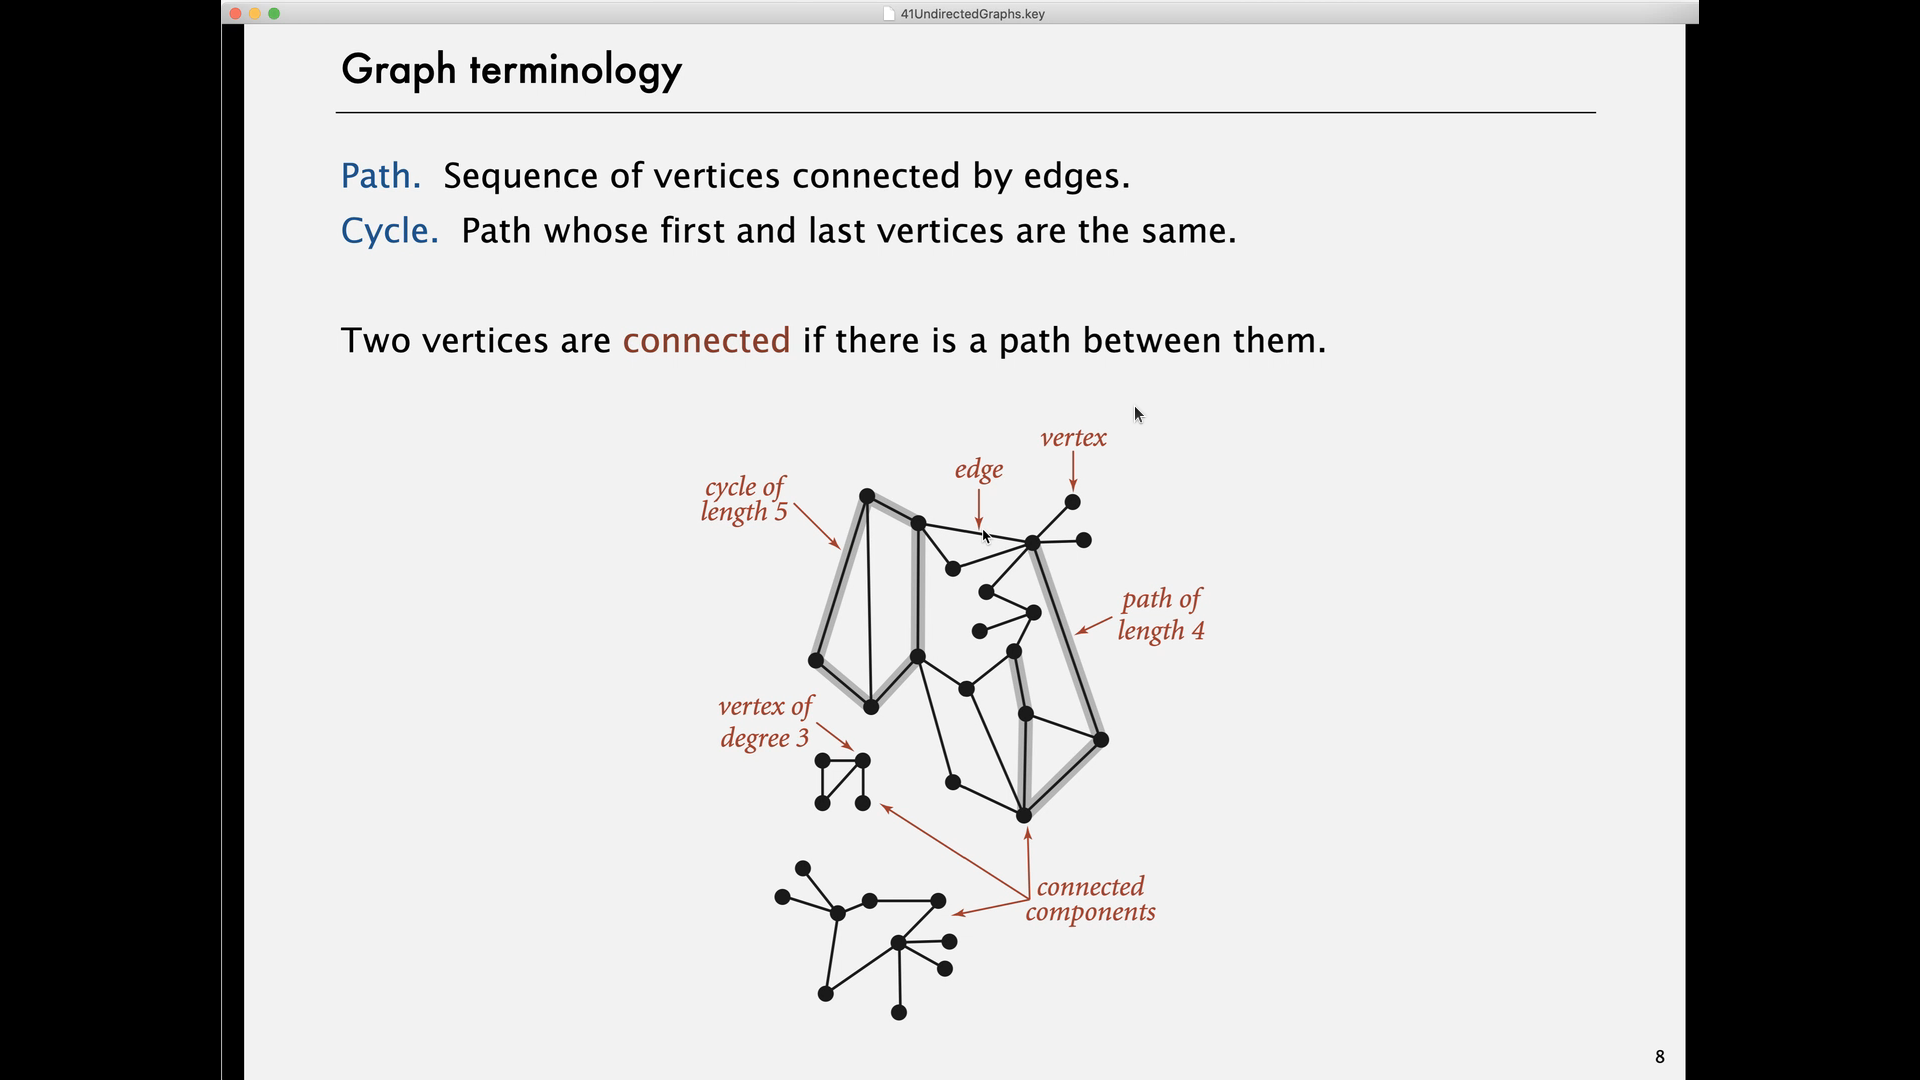 41UndirectedGraphs.key
Graph terminology
Path. Sequence of vertices connected by edges.
Cycle. Path whose first and last vertices are the same.
Two vertices are connected if there is a path between them.
vertex
edge
cycle of
length 5
path of
length 4
vertex of
degree 3
connected
components
8